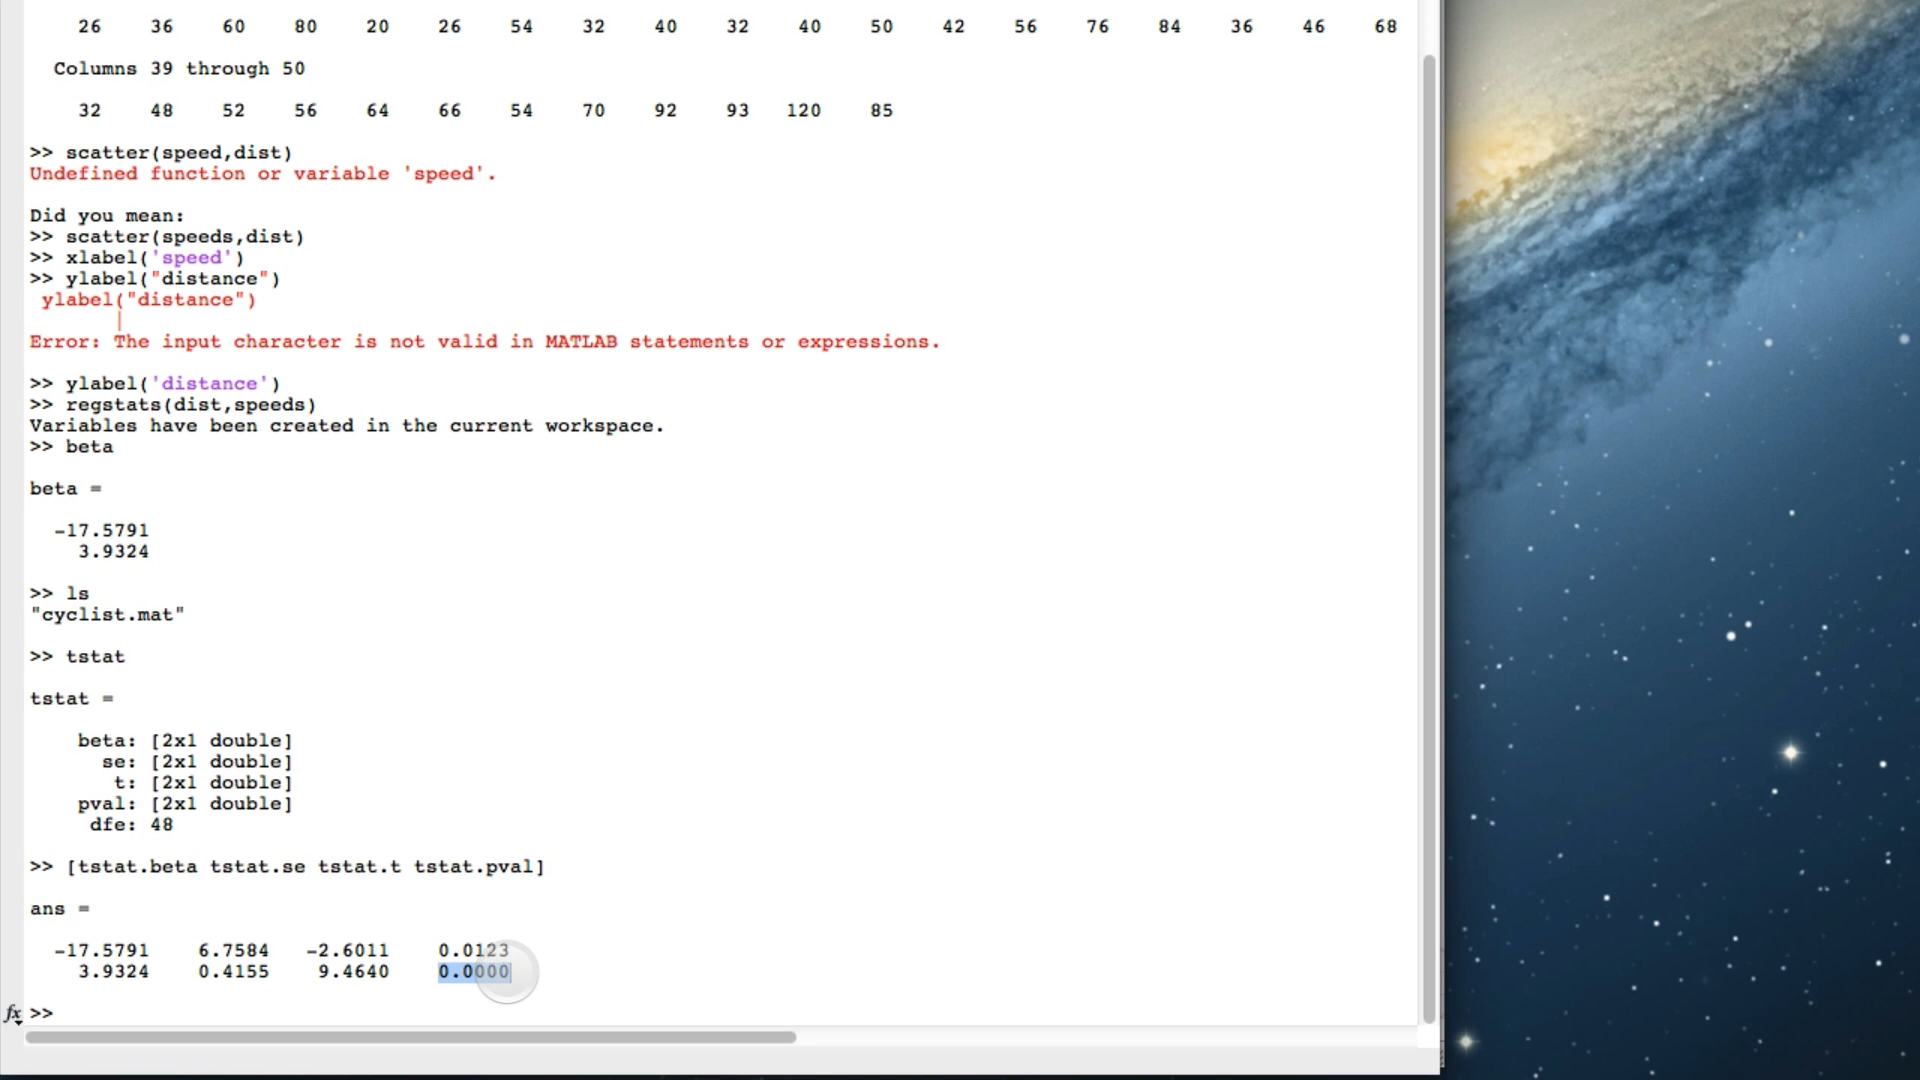 26 36 60 80 20 26 54 32 40 32 40 50 42 56 76 84 36 46 68
Columns 39 through 50
32 48 52 56 64 66 54 70 92 93 120 85
>> scatter(speed,dist)
Undefined function or variable 'speed'.
Did you mean:
>> scatter(speeds,dist)
>> xlabel('speed')
>> ylabel("distance")
ylabel("distance")
|
Error: The input character is not valid in MATLAB statements or expressions.
>> ylabel('distance')
>> regstats(dist,speeds)
Variables have been created in the current workspace.
>> beta
beta =
-17.5791
3.9324
>> ls
"cyclist.mat"
>> tstat
tstat =
beta: [2x1 double]
se: [2x1 double]
t: [2x1 double]
pval: [2x1 double]
dfe: 48
>> [tstat.beta tstat.se tstat.t tstat.pval]
ans =
-17.5791 6.7584 -2.6011 0.0123
3.9324 0.4155 9.4640 0.0000
fx >>